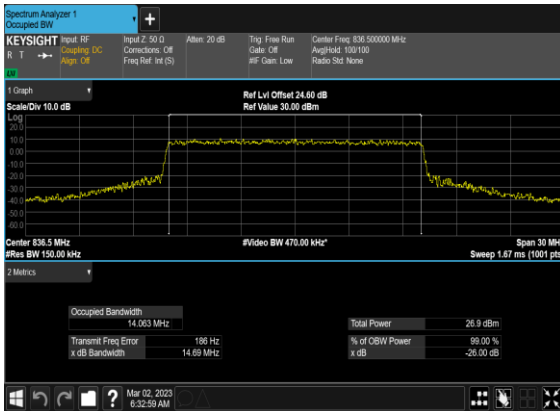 Spectrum Analyzer 1
Occupied BW
KEYSIGHT
R T
LXI
Input: RF
Coupling: DC
Align: Off
Input Z: 50 Ω
Corrections: Off
Freq Ref: Int (S)
Atten: 20 dB
Trig: Free Run
Gate: Off
#IF Gain: Low
Center Freq: 836.500000 MHz
Avg|Hold: 100/100
Radio Std: None
1 Graph
Scale/Div 10.0 dB
Ref Lvl Offset 24.60 dB
Ref Value 30.00 dBm
Log
20.0
10.0
0.00
-10.0
-20.0
-30.0
-40.0
-50.0
-60.0
Center 836.5 MHz
#Res BW 150.00 kHz
#Video BW 470.00 kHz*
Span 30 MH
Sweep 1.67 ms (1001 pts
2 Metrics
Occupied Bandwidth
14.063 MHz
Transmit Freq Error 186 Hz
x dB Bandwidth 14.69 MHz
Total Power 26.9 dBm
% of OBW Power 99.00 %
x dB -26.00 dB
Mar 02, 2023
6:32:59 AM